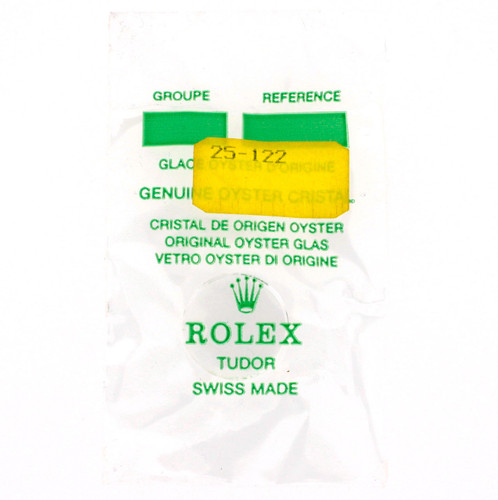 GROUPE REFERENCE
25-122
GLACE OYSTER D'ORIGINE
GENUINE OYSTER CRISTAL
CRISTAL DE ORIGEN OYSTER
ORIGINAL OYSTER GLAS
VETRO OYSTER DI ORIGINE
ROLEX
TUDOR
SWISS MADE